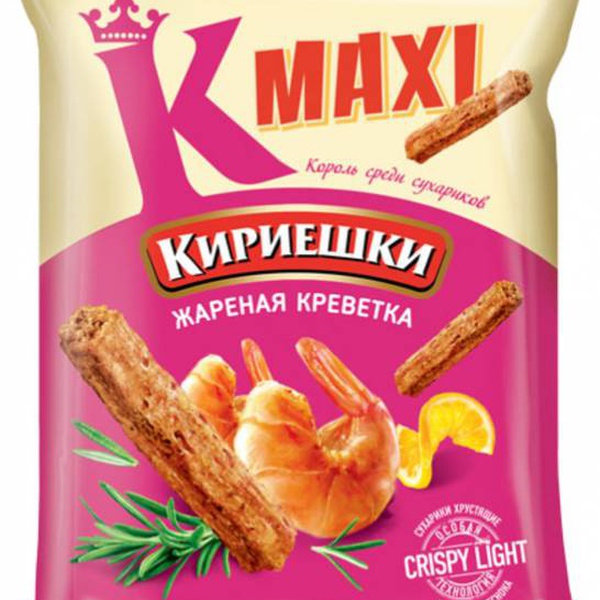 К MAXI
Король среди сухариков
КИРИЕШКИ
ЖАРЕНАЯ КРЕВЕТКА
СУХАРИКИ ХРУСТЯЩИЕ
ОСОБАЯ
CRISPY LIGHT
ТЕХНОЛОГИЯ